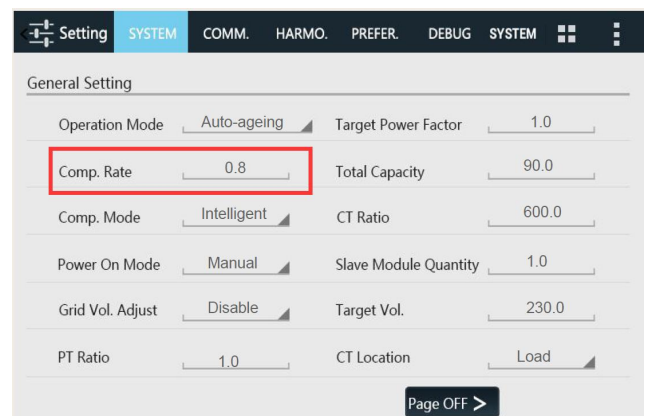 Setting SYSTEM COMM. HARMO. PREFER. DEBUG SYSTEM
General Setting
Operation Mode Auto-ageing Target Power Factor 1.0
Comp. Rate 0.8 Total Capacity 90.0
Comp. Mode Intelligent CT Ratio 600.0
Power On Mode Manual Slave Module Quantity 1.0
Grid Vol. Adjust Disable Target Vol. 230.0
PT Ratio 1.0 CT Location Load
Page OFF >